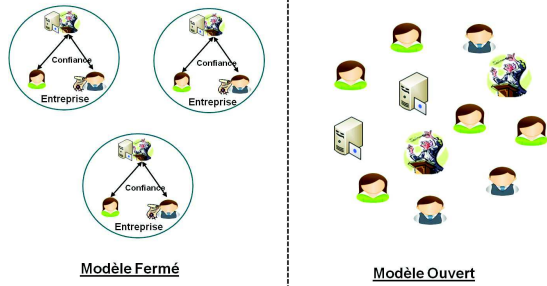 Confiance
Entreprise
Confiance
Entreprise
Confiance
Entreprise
Modèle Fermé
Modèle Ouvert